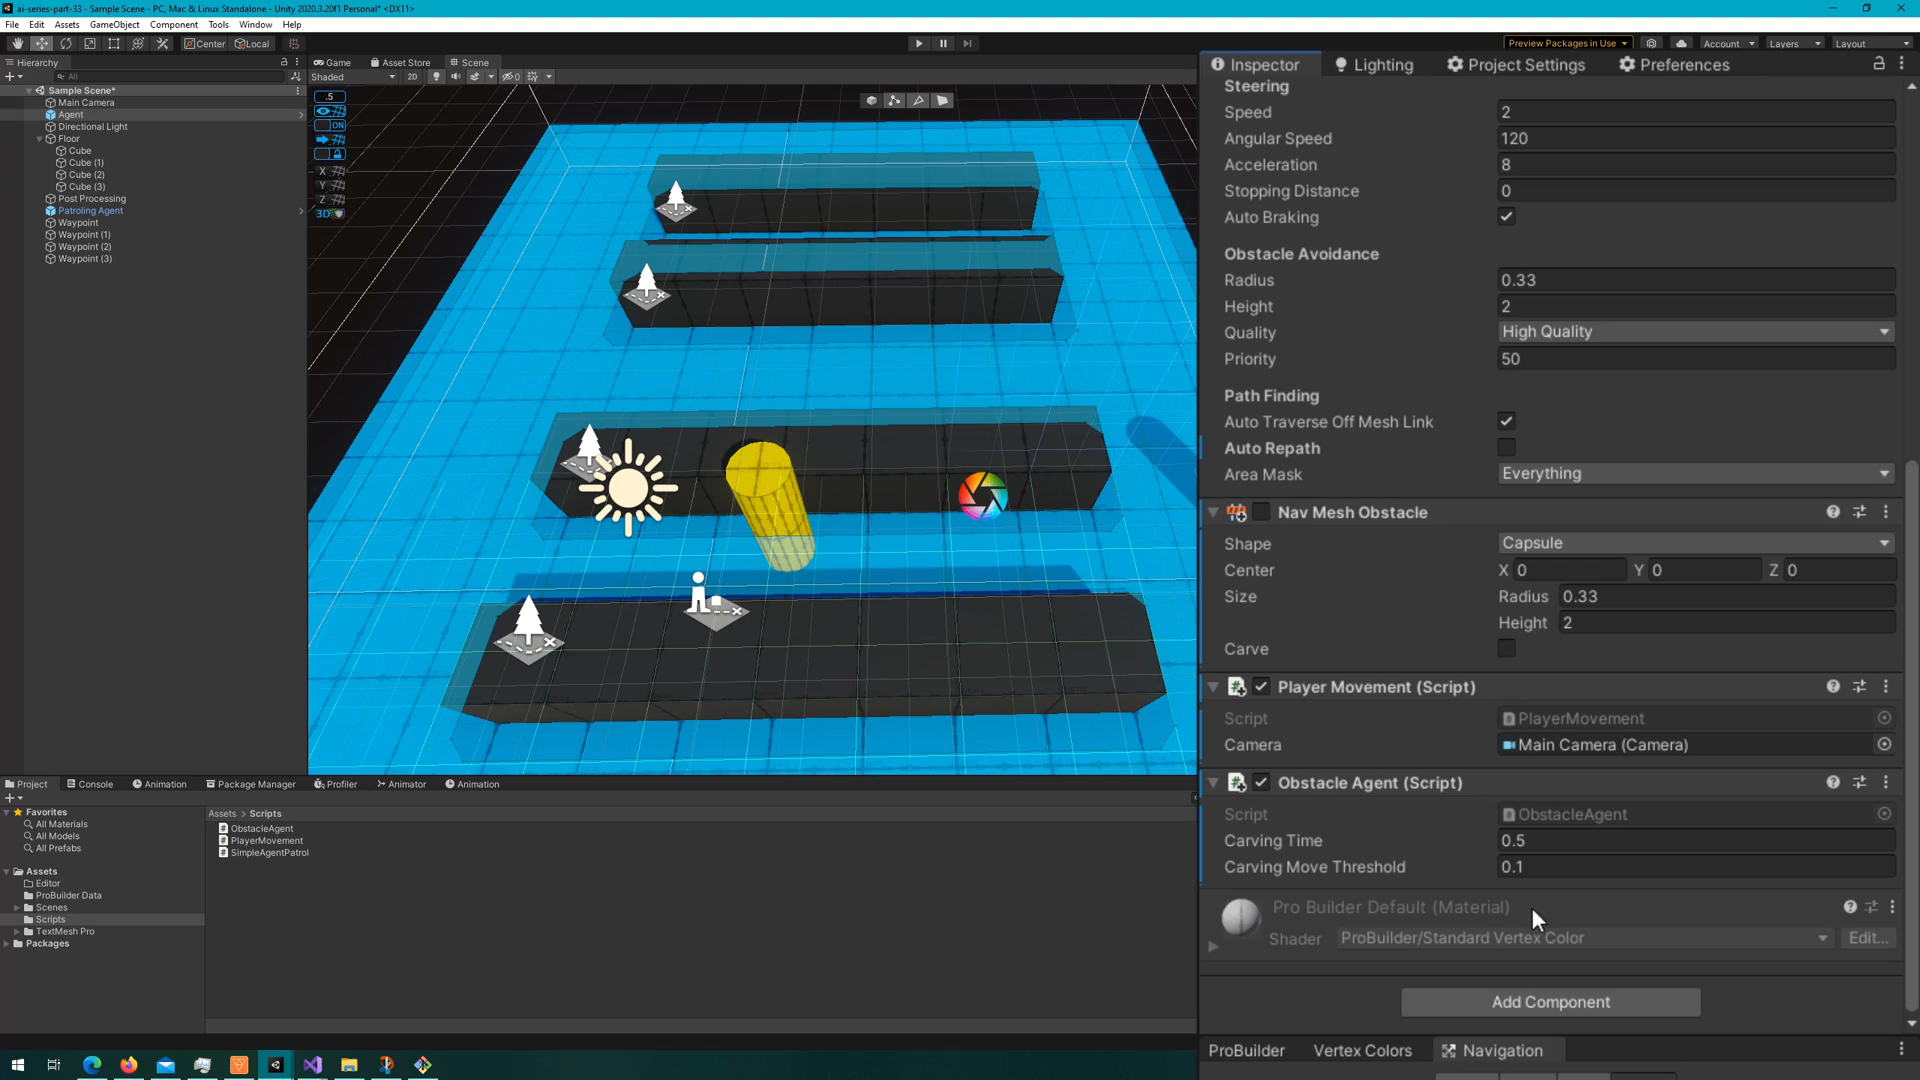 ai-series-part-33 - Sample Scene - PC, Mac & Linux Standalone - Unity 2020.3.20f1 Personal* <DX11>
File Edit Assets GameObject Component Tools Window Help
Center Local Preview Packages in Use Account Layers Layout
Hierarchy
All
Sample Scene*
Main Camera
Agent
Directional Light
Floor
Cube
Cube (1)
Cube (2)
Cube (3)
Post Processing
Patroling Agent
Waypoint
Waypoint (1)
Waypoint (2)
Waypoint (3)
Game Asset Store Scene
Shaded 2D 0
.5
ON
X
Y
Z
3D
Inspector Lighting Project Settings Preferences
Steering
Speed 2
Angular Speed 120
Acceleration 8
Stopping Distance 0
Auto Braking
Obstacle Avoidance
Radius 0.33
Height 2
Quality High Quality
Priority 50
Path Finding
Auto Traverse Off Mesh Link
Auto Repath
Area Mask Everything
Nav Mesh Obstacle
Shape Capsule
Center X 0 Y 0 Z 0
Size Radius 0.33
Height 2
Carve
Player Movement (Script)
Script PlayerMovement
Camera Main Camera (Camera)
Obstacle Agent (Script)
Script ObstacleAgent
Carving Time 0.5
Carving Move Threshold 0.1
Pro Builder Default (Material)
Shader ProBuilder/Standard Vertex Color Edit...
Add Component
ProBuilder Vertex Colors Navigation
Project Console Animation Package Manager Profiler Animator Animation
Favorites
All Materials
All Models
All Prefabs
Assets
Editor
ProBuilder Data
Scenes
Scripts
TextMesh Pro
Packages
Assets > Scripts
ObstacleAgent
PlayerMovement
SimpleAgentPatrol